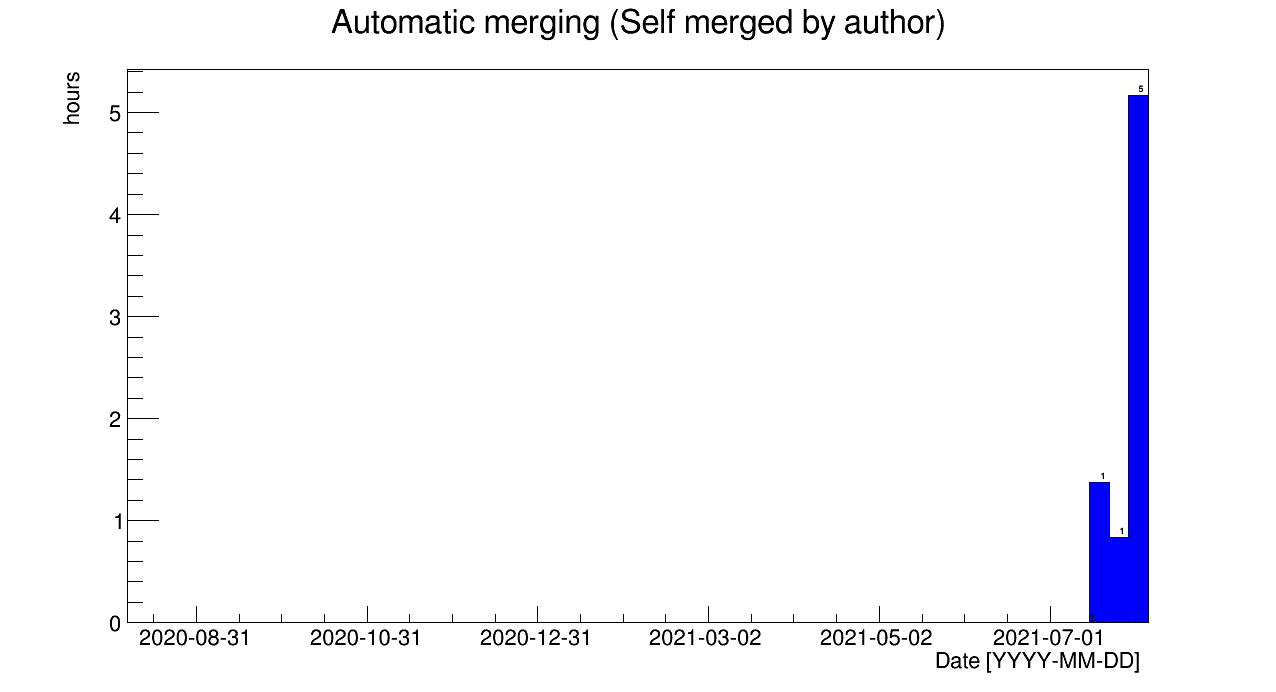 Automatic merging (Self merged by author)
hours
5
4
3
2
1
0
5
1
1
2020-08-31 2020-10-31 2020-12-31 2021-03-02 2021-05-02 2021-07-01
Date [YYYY-MM-DD]